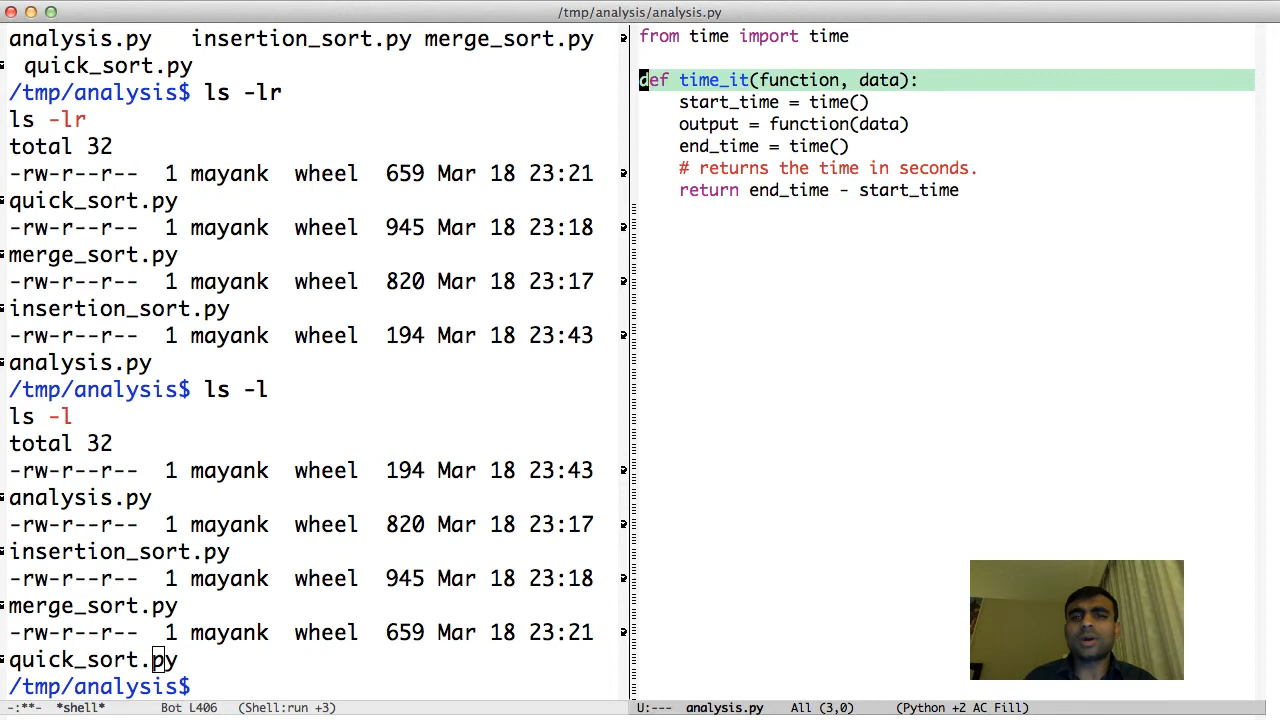 /tmp/analysis/analysis.py
analysis.py   insertion_sort.py merge_sort.py
quick_sort.py
/tmp/analysis$ ls -lr
ls -lr
total 32
-rw-r--r--  1 mayank  wheel  659 Mar 18 23:21
quick_sort.py
-rw-r--r--  1 mayank  wheel  945 Mar 18 23:18
merge_sort.py
-rw-r--r--  1 mayank  wheel  820 Mar 18 23:17
insertion_sort.py
-rw-r--r--  1 mayank  wheel  194 Mar 18 23:43
analysis.py
/tmp/analysis$ ls -l
ls -l
total 32
-rw-r--r--  1 mayank  wheel  194 Mar 18 23:43
analysis.py
-rw-r--r--  1 mayank  wheel  820 Mar 18 23:17
insertion_sort.py
-rw-r--r--  1 mayank  wheel  945 Mar 18 23:18
merge_sort.py
-rw-r--r--  1 mayank  wheel  659 Mar 18 23:21
quick_sort.py
/tmp/analysis$
-:**-  *shell*     Bot L406   (Shell:run +3)
from time import time
def time_it(function, data):
    start_time = time()
    output = function(data)
    end_time = time()
    # returns the time in seconds.
    return end_time - start_time
U:---  analysis.py    All (3,0)     (Python +2 AC Fill)